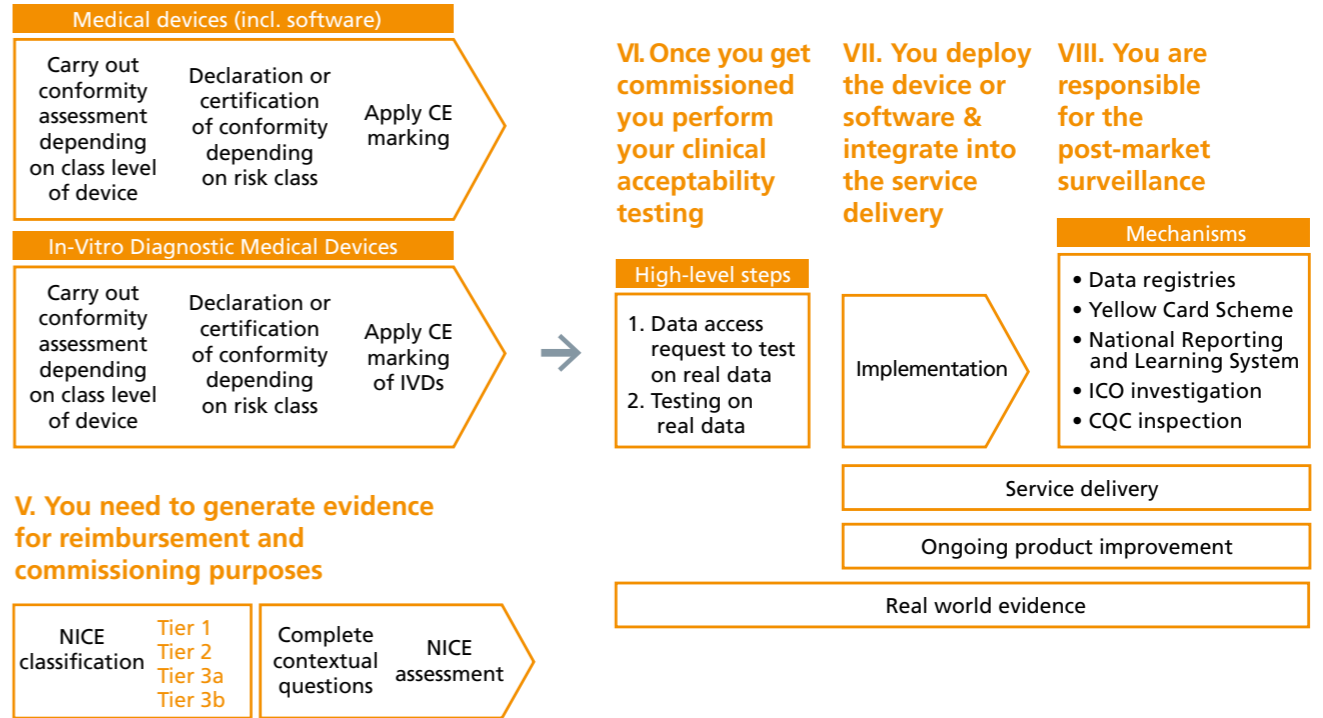 Medical devices (incl. software)
Carry out
conformity
assessment
depending
on class level
of device
Declaration or
certification
of conformity
depending
on risk class
Apply CE
marking
In-Vitro Diagnostic Medical Devices
Carry out
conformity
assessment
depending
on class level
of device
Declaration or
certification
of conformity
depending
on risk class
Apply CE
marking
of IVDs
V. You need to generate evidence
for reimbursement and
commissioning purposes
NICE
classification
Tier 1
Tier 2
Tier 3a
Tier 3b
Complete
contextual
questions
NICE
assessment
VI. Once you get
commissioned
you perform
your clinical
acceptability
testing
High-level steps
1. Data access
request to test
on real data
2. Testing on
real data
VII. You deploy
the device or
software &
integrate into
the service
delivery
Implementation
VIII. You are
responsible
for the
post-market
surveillance
Mechanisms
• Data registries
• Yellow Card Scheme
• National Reporting
and Learning System
• ICO investigation
• CQC inspection
Service delivery
Ongoing product improvement
Real world evidence